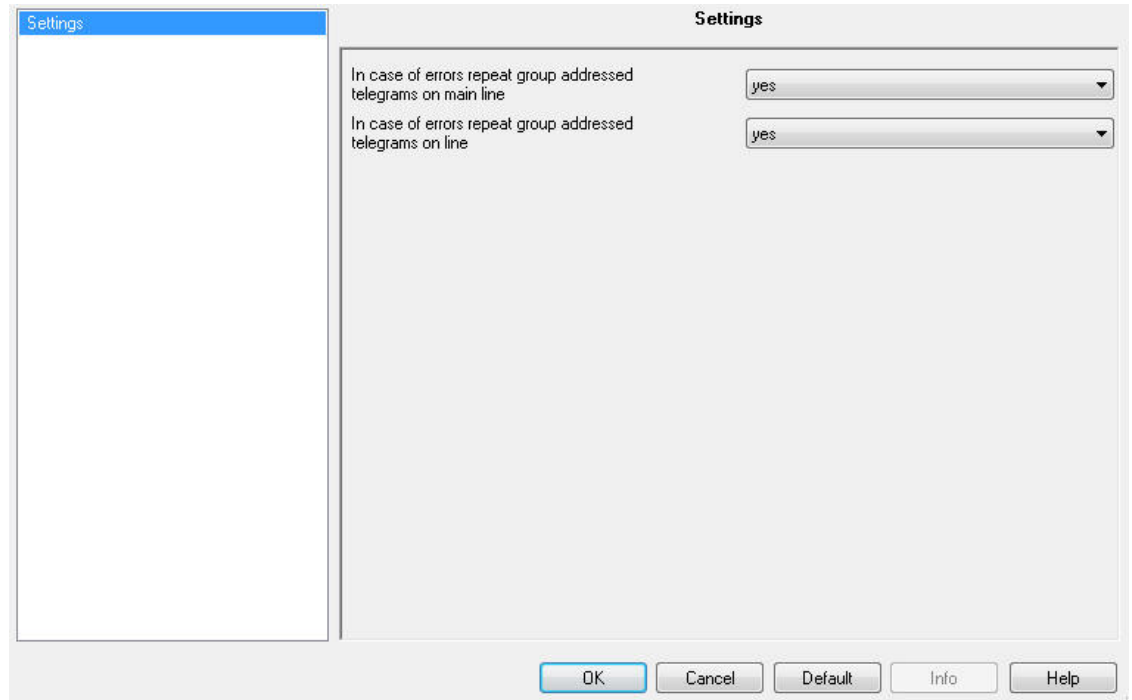 Settings
Settings
In case of errors repeat group addressed
telegrams on main line
yes
In case of errors repeat group addressed
telegrams on line
yes
OK
Cancel
Default
Info
Help